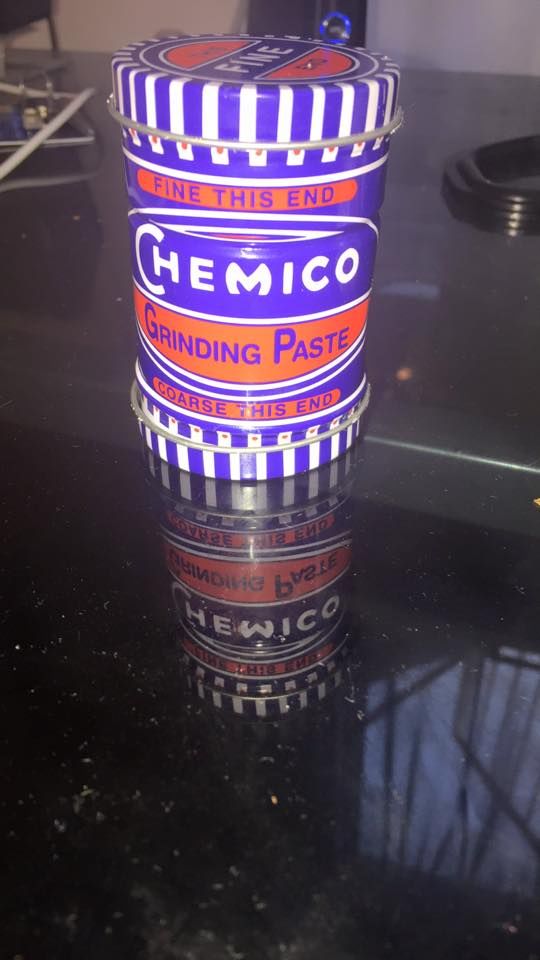 FINE
FINE THIS END
CHEMICO
GRINDING PASTE
COARSE THIS END